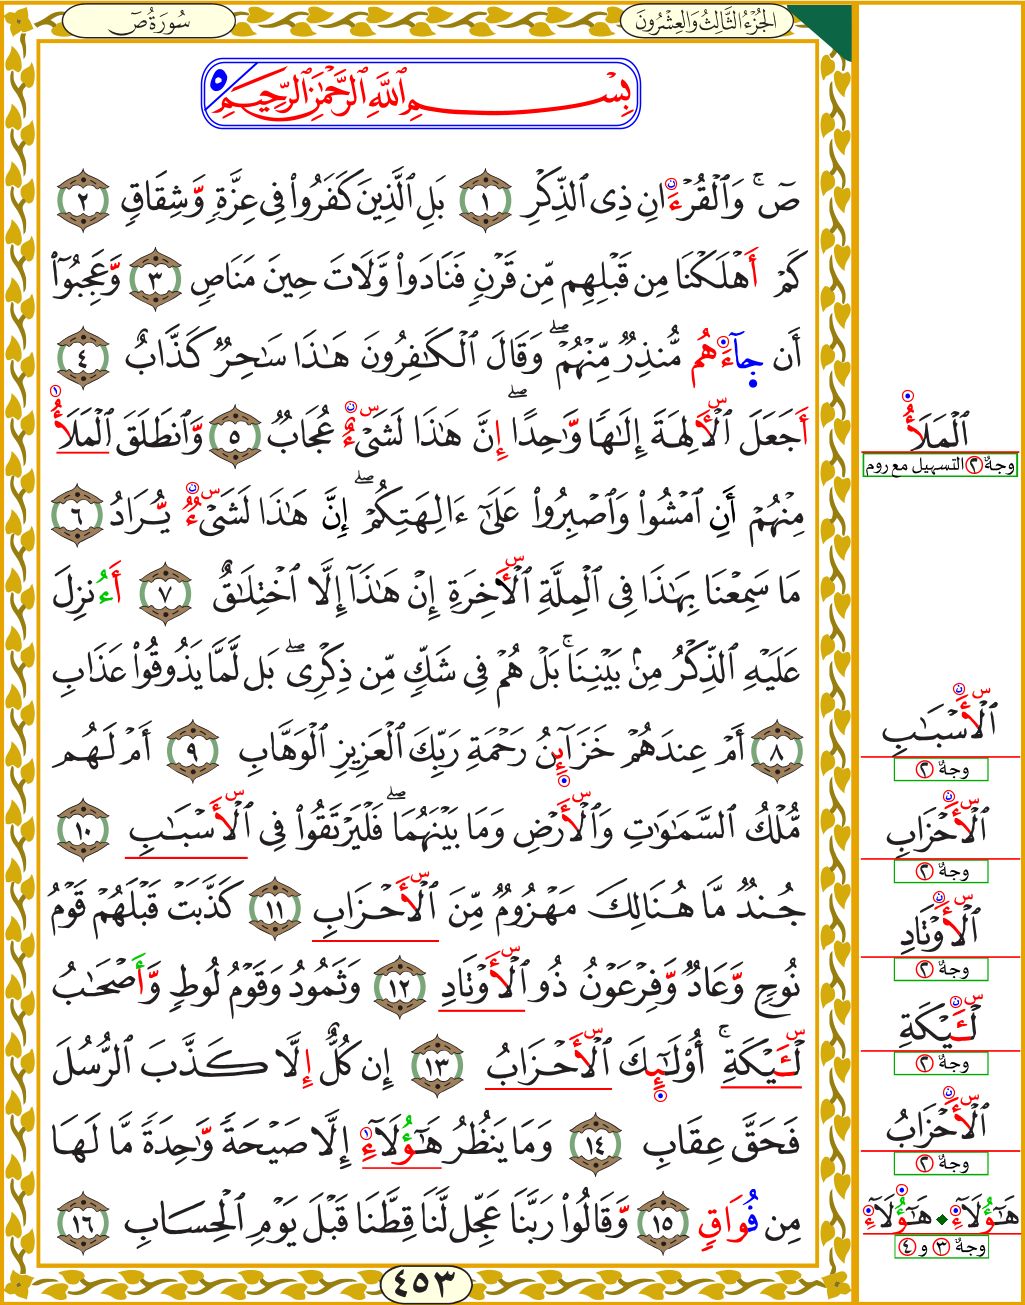 الجُزْءُ الثَّالِثُ وَالعِشْرُونَ
سُورَةُ صٓ
بِسْمِ ٱللَّهِ ٱلرَّحْمَٰنِ ٱلرَّحِيمِ ٥
صٓۚ وَٱلْقُرْءَانِ ذِى ٱلذِّكْرِ ١ بَلِ ٱلَّذِينَ كَفَرُوا۟ فِى عِزَّةٍ وَّشِقَاقٍ ٢
كَمْ أَهْلَكْنَا مِن قَبْلِهِم مِّن قَرْنٍ فَنَادَوا۟ وَّلَاتَ حِينَ مَنَاصٍ ٣ وَّعَجِبُوٓا۟
أَن جَآءَهُم مُّنذِرٌ مِّنْهُمْۖ وَقَالَ ٱلْكَٰفِرُونَ هَٰذَا سَٰحِرٌ كَذَّابٌ ٤
أَجَعَلَ ٱلْأَٰلِهَةَ إِلَٰهًا وَّٰحِدًاۖ إِنَّ هَٰذَا لَشَىْءٌ عُجَابٌ ٥ وَّٱنطَلَقَ ٱلْمَلَأُ
مِنْهُمْ أَنِ ٱمْشُوا۟ وَٱصْبِرُوا۟ عَلَىٰٓ ءَالِهَتِكُمْۖ إِنَّ هَٰذَا لَشَىْءٌ يُّرَادُ ٦
مَا سَمِعْنَا بِهَٰذَا فِى ٱلْمِلَّةِ ٱلْأَٰخِرَةِ إِنْ هَٰذَآ إِلَّا ٱخْتِلَٰقٌ ٧ أَءُنزِلَ
عَلَيْهِ ٱلذِّكْرُ مِنۢ بَيْنِنَاۚ بَلْ هُمْ فِى شَكٍّ مِّن ذِكْرِىۖ بَل لَّمَّا يَذُوقُوا۟ عَذَابِ
٨ أَمْ عِندَهُمْ خَزَآئِنُ رَحْمَةِ رَبِّكَ ٱلْعَزِيزِ ٱلْوَهَّابِ ٩ أَمْ لَهُم
مُّلْكُ ٱلسَّمَٰوَٰتِ وَٱلْأَرْضِ وَمَا بَيْنَهُمَاۖ فَلْيَرْتَقُوا۟ فِى ٱلْأَسْبَٰبِ ١٠
جُندٌ مَّا هُنَالِكَ مَهْزُومٌ مِّنَ ٱلْأَحْزَابِ ١١ كَذَّبَتْ قَبْلَهُمْ قَوْمُ
نُوحٍ وَّعَادٌ وَّفِرْعَوْنُ ذُو ٱلْأَوْتَادِ ١٢ وَثَمُودُ وَقَوْمُ لُوطٍ وَّأَصْحَٰبُ
لْـَٔيْكَةِۚ أُو۟لَٰٓئِكَ ٱلْأَحْزَابُ ١٣ إِن كُلٌّ إِلَّا كَذَّبَ ٱلرُّسُلَ
فَحَقَّ عِقَابِ ١٤ وَمَا يَنظُرُ هَٰٓؤُلَآءِ إِلَّا صَيْحَةً وَّٰحِدَةً مَّا لَهَا
مِن فُوَاقٍ ١٥ وَّقَالُوا۟ رَبَّنَا عَجِّل لَّنَا قِطَّنَا قَبْلَ يَوْمِ ٱلْحِسَابِ ١٦
٤٥٣
ٱلْمَلَأُ
وجهٌ ٢ التسهيل مع روم
ٱلْأَسْبَٰبِ
وجهٌ ٢
ٱلْأَحْزَابِ
وجهٌ ٢
ٱلْأَوْتَادِ
وجهٌ ٢
لْـَٔيْكَةِ
وجهٌ ٢
ٱلْأَحْزَابُ
وجهٌ ٢
هَٰٓؤُلَآءِ ◆ هَٰٓؤُلَآءِ
وجهٌ ٣ و ٤